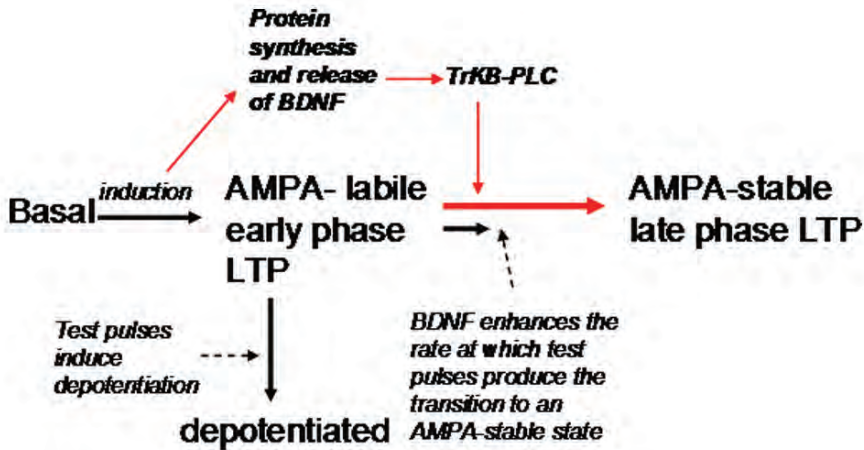 Protein
synthesis
and release
of BDNF
TrKB-PLC
induction
Basal
AMPA- labile
early phase
LTP
AMPA-stable
late phase LTP
Test pulses
induce
depotentiation
BDNF enhances the
rate at which test
pulses produce the
transition to an
AMPA-stable state
depotentiated